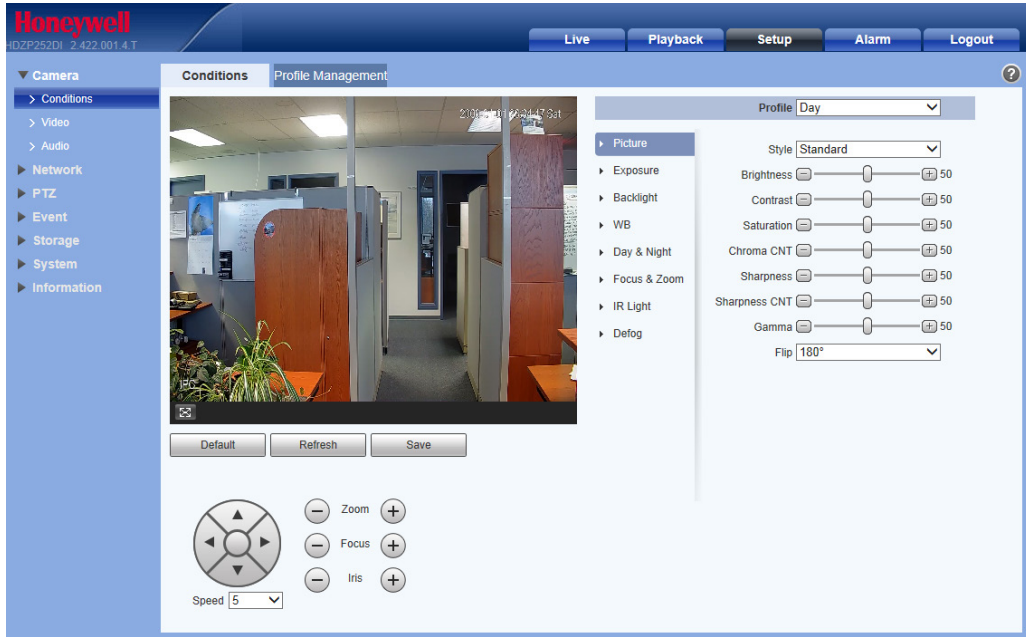 Honeywell
HDZP252DI 2.422.001.4.T
Live Playback Setup Alarm Logout
Camera
Conditions
Video
Audio
Network
PTZ
Event
Storage
System
Information
Conditions Profile Management
?
IPC
Default Refresh Save
Zoom
Focus
Iris
Speed 5
Profile Day
Picture
Exposure
Backlight
WB
Day & Night
Focus & Zoom
IR Light
Defog
Style Standard
Brightness 50
Contrast 50
Saturation 50
Chroma CNT 50
Sharpness 50
Sharpness CNT 50
Gamma 50
Flip 180°